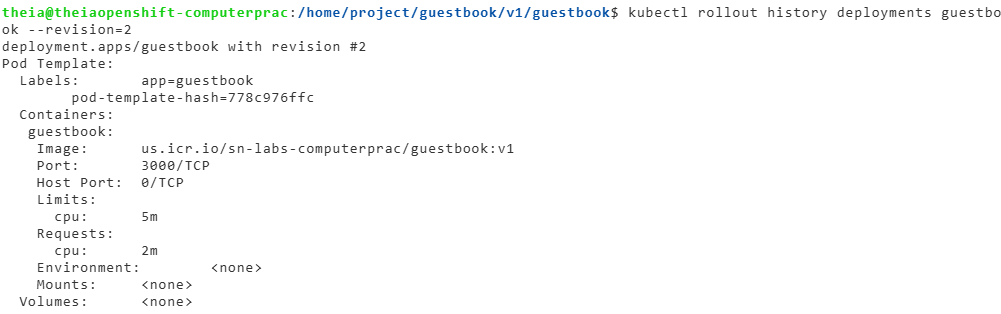 theia@theiaopenshift-computerprac:/home/project/guestbook/v1/guestbook$ kubectl rollout history deployments guestbo
ok --revision=2
deployment.apps/guestbook with revision #2
Pod Template:
  Labels:       app=guestbook
        pod-template-hash=778c976ffc
  Containers:
   guestbook:
    Image:      us.icr.io/sn-labs-computerprac/guestbook:v1
    Port:       3000/TCP
    Host Port:  0/TCP
    Limits:
      cpu:      5m
    Requests:
      cpu:      2m
    Environment:        <none>
    Mounts:     <none>
  Volumes:      <none>